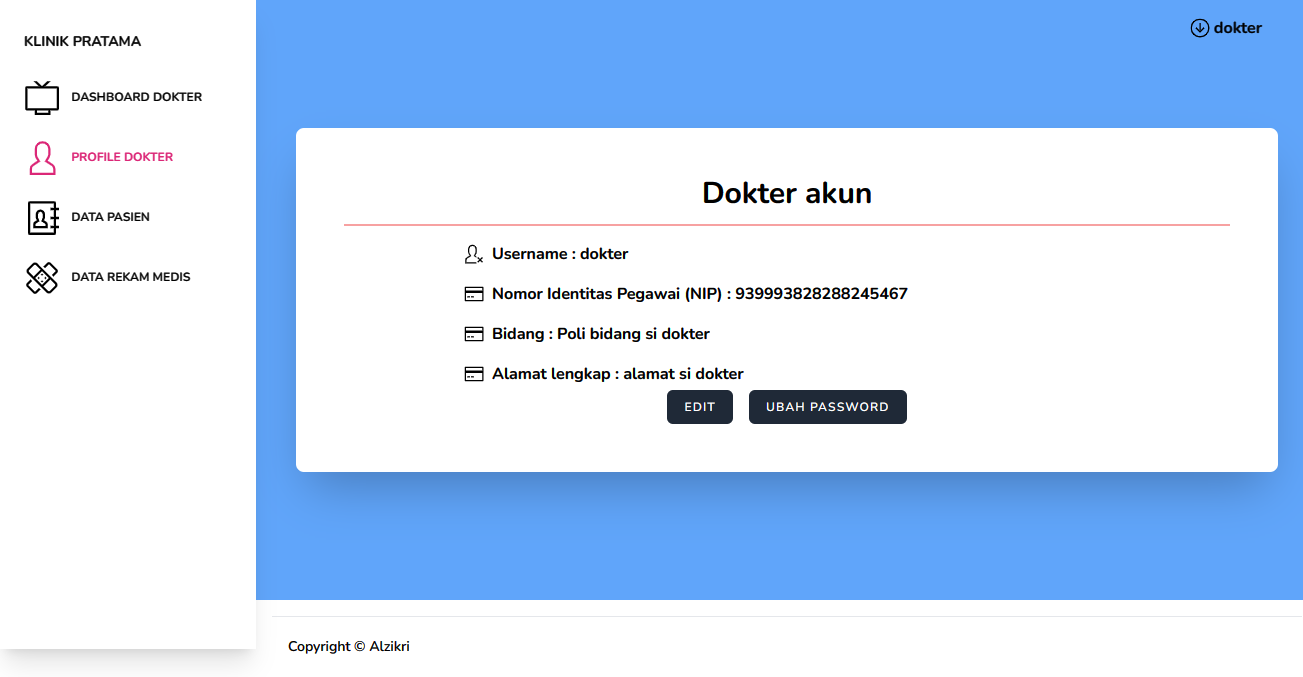 KLINIK PRATAMA
DASHBOARD DOKTER
PROFILE DOKTER
DATA PASIEN
DATA REKAM MEDIS
dokter
Dokter akun
Username : dokter
Nomor Identitas Pegawai (NIP) : 939993828288245467
Bidang : Poli bidang si dokter
Alamat lengkap : alamat si dokter
EDIT UBAH PASSWORD
Copyright © Alzikri